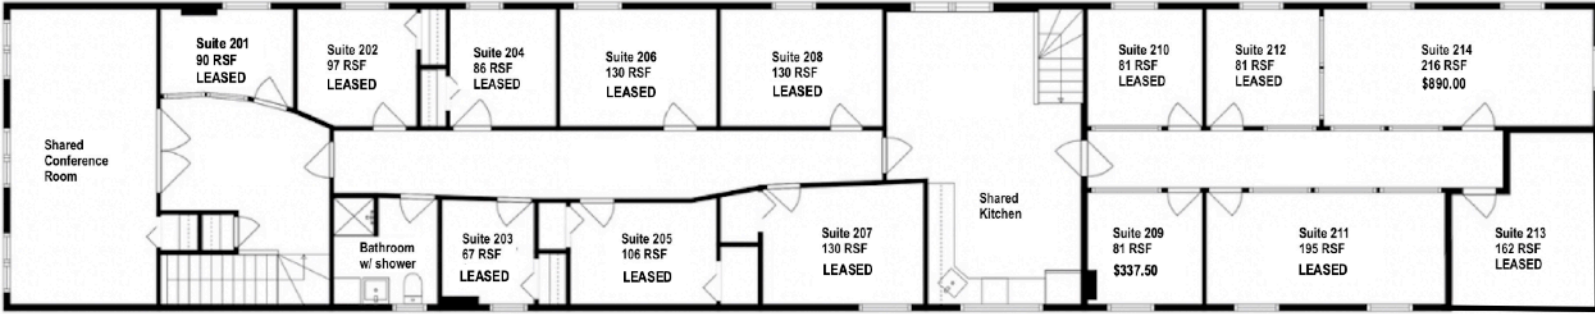 Suite 201
90 RSF
LEASED
Suite 202
97 RSF
LEASED
Suite 204
86 RSF
LEASED
Suite 206
130 RSF
LEASED
Suite 208
130 RSF
LEASED
Suite 210
81 RSF
LEASED
Suite 212
81 RSF
LEASED
Suite 214
216 RSF
$890.00
Shared
Conference
Room
Shared
Kitchen
Bathroom
w/ shower
Suite 203
67 RSF
LEASED
Suite 205
106 RSF
LEASED
Suite 207
130 RSF
LEASED
Suite 209
81 RSF
$337.50
Suite 211
195 RSF
LEASED
Suite 213
162 RSF
LEASED